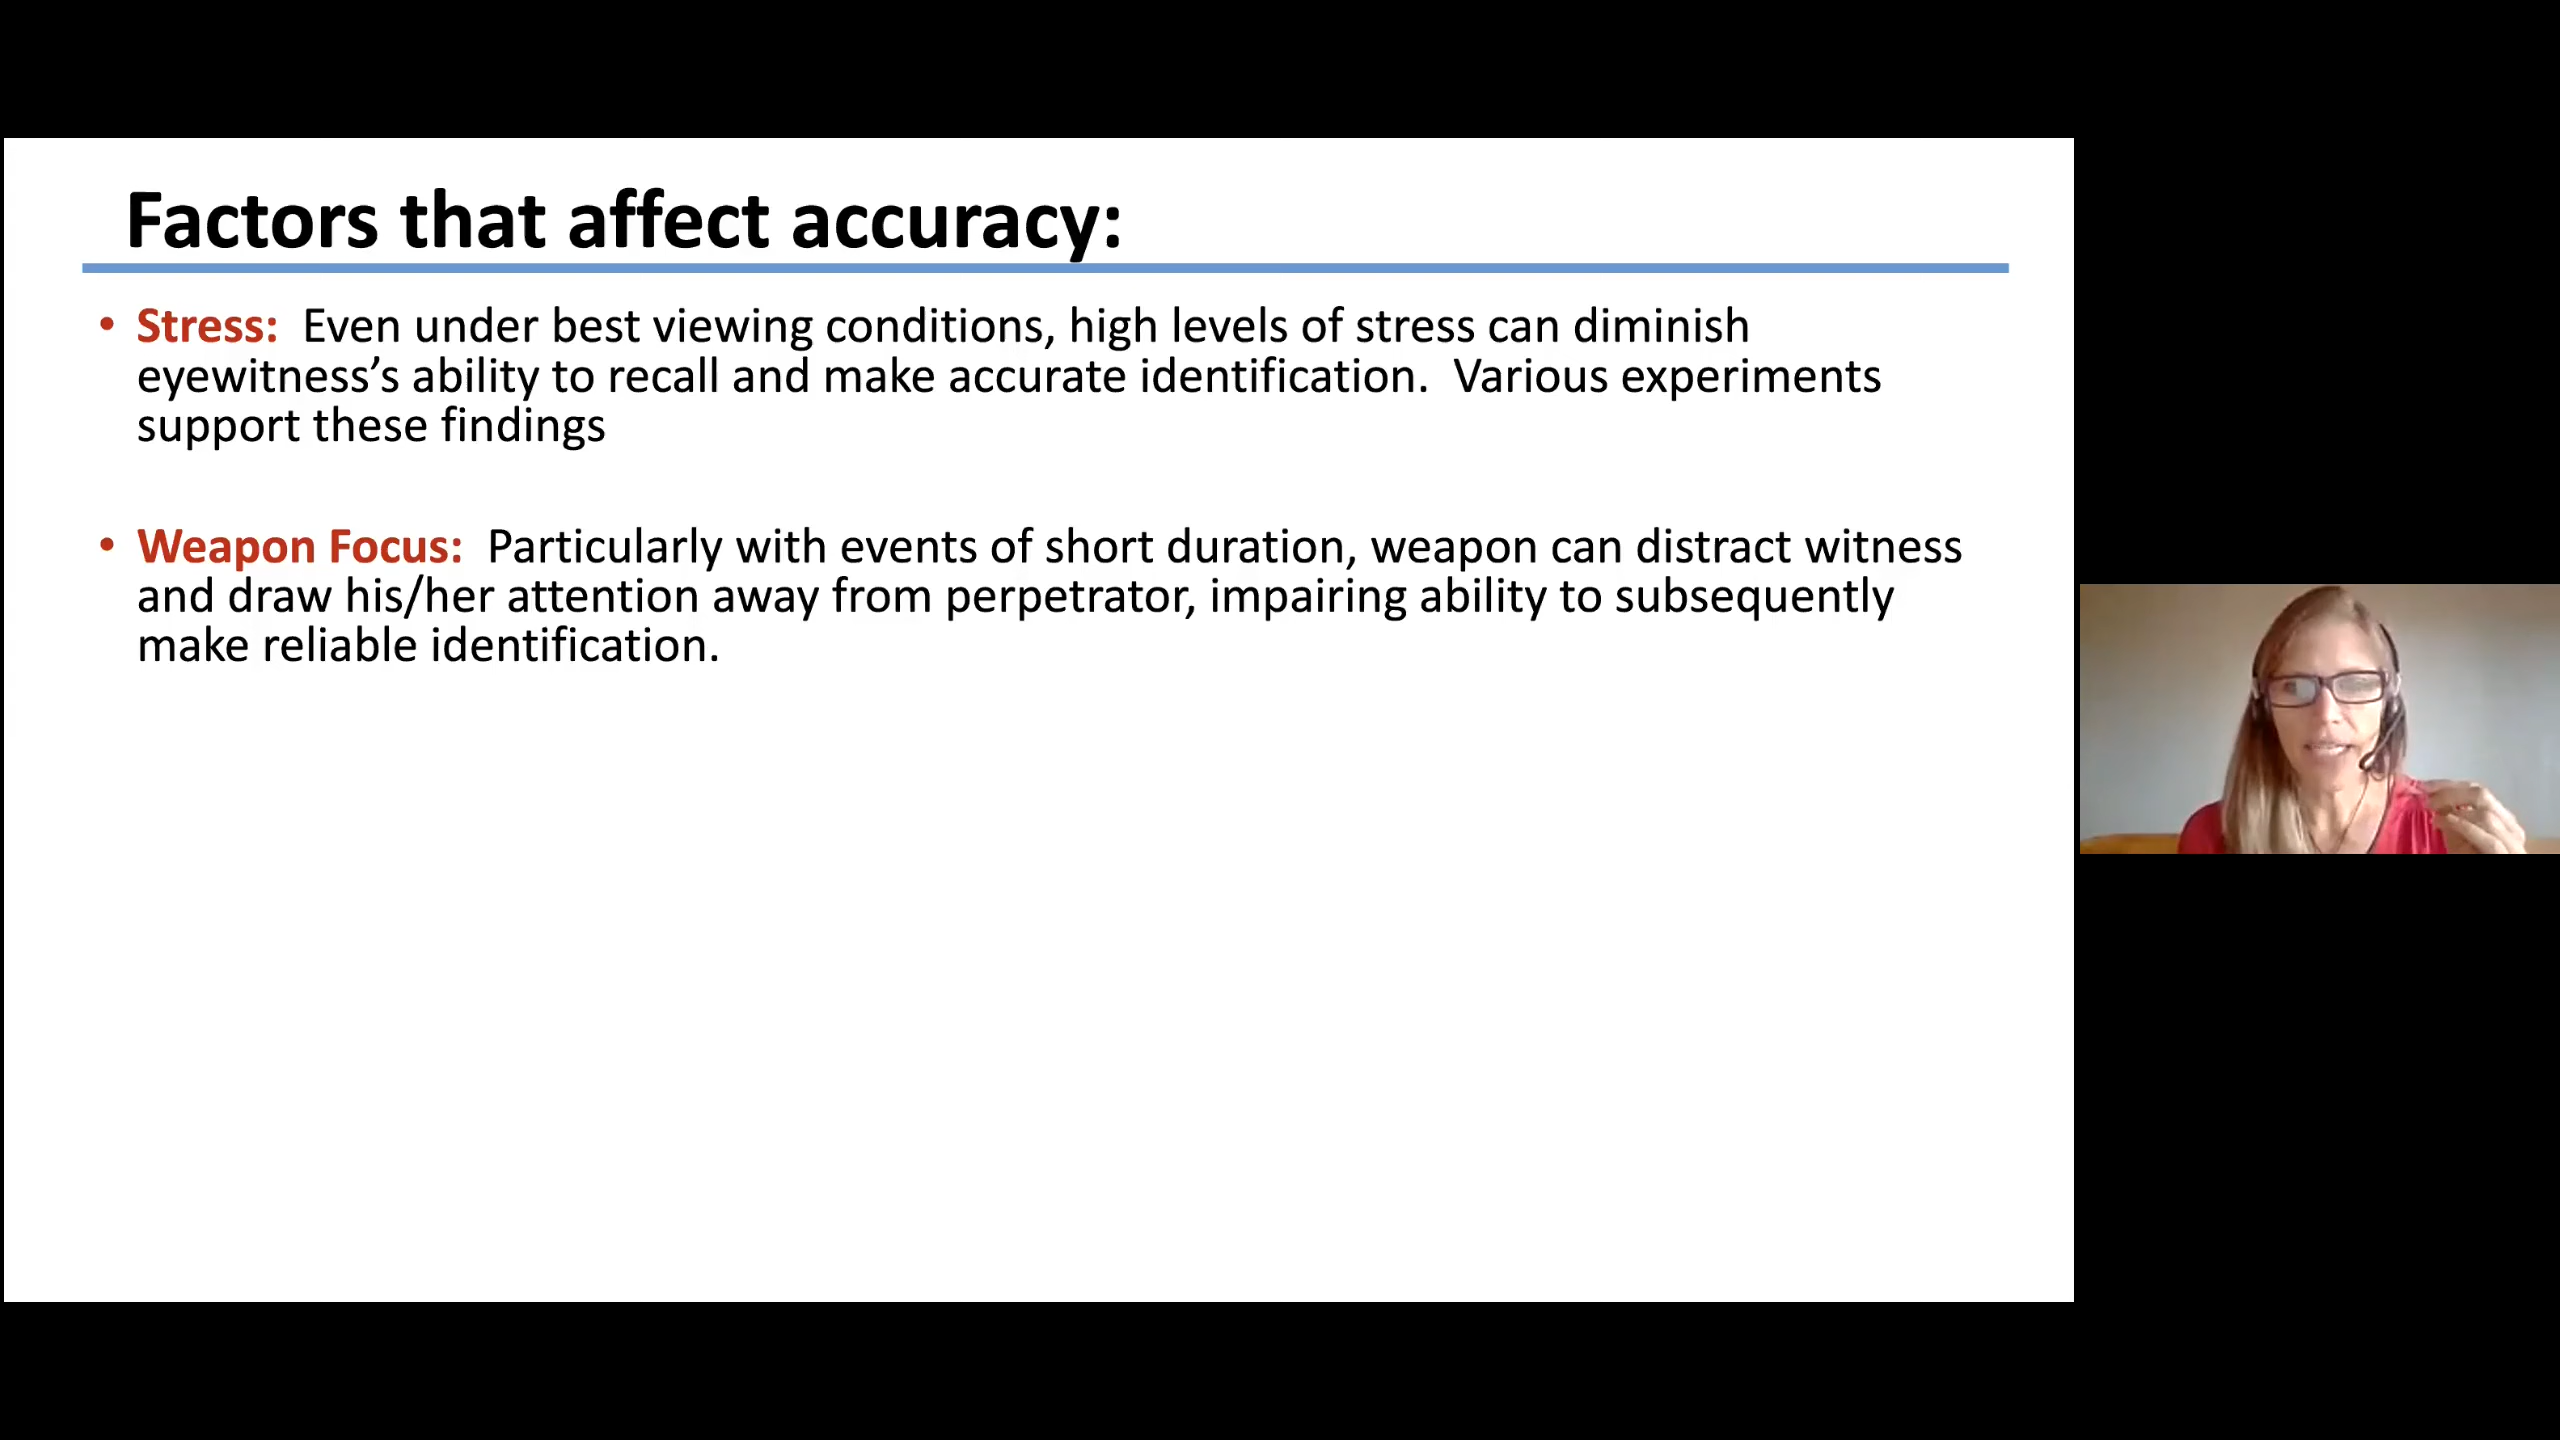 Factors that affect accuracy:
• Stress:  Even under best viewing conditions, high levels of stress can diminish
eyewitness’s ability to recall and make accurate identification.  Various experiments
support these findings
• Weapon Focus:  Particularly with events of short duration, weapon can distract witness
and draw his/her attention away from perpetrator, impairing ability to subsequently
make reliable identification.